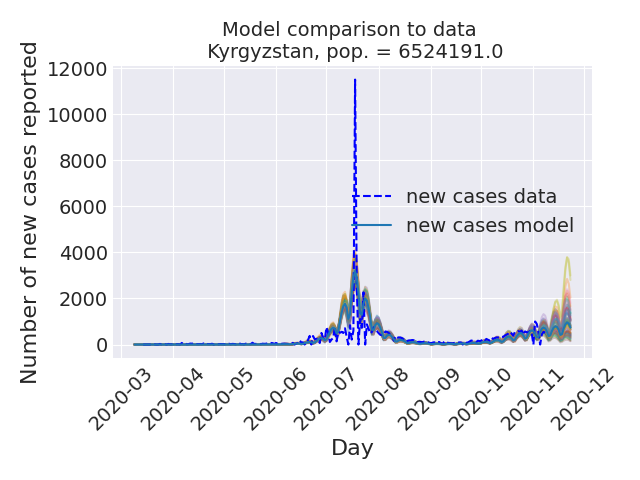 Model comparison to data
Kyrgyzstan, pop. = 6524191.0
Number of new cases reported
12000
10000
8000
6000
4000
2000
0
new cases data
new cases model
2020-03
2020-04
2020-05
2020-06
2020-07
2020-08
2020-09
2020-10
2020-11
2020-12
Day